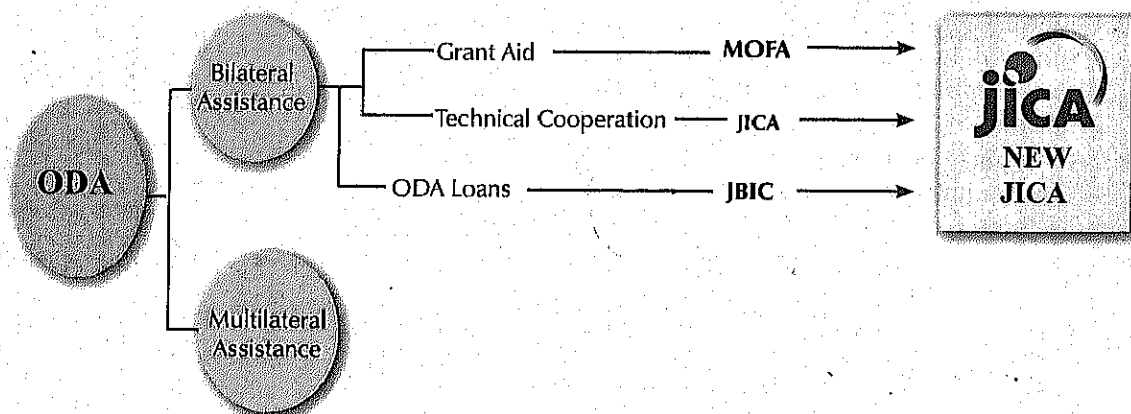 Grant Aid MOFA
Bilateral
Assistance
Technical Cooperation JICA
jiCA
NEW
JICA
ODA
ODA Loans JBIC
Multilateral
Assistance